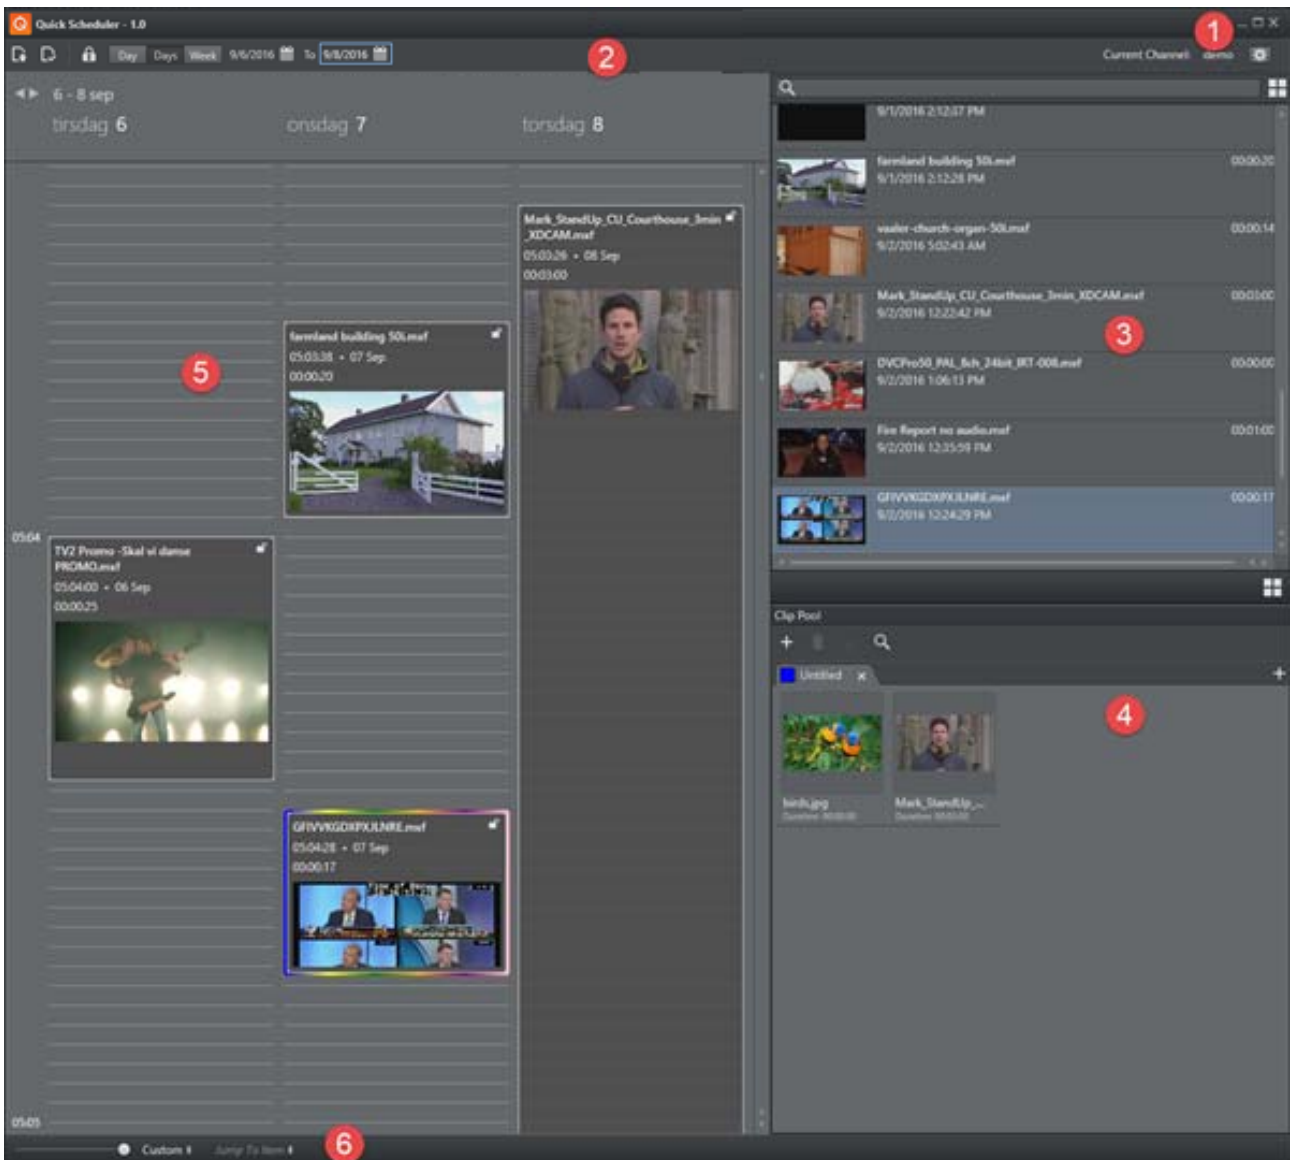 Quick Scheduler - 1.0
1
Day Days Week 9/6/2016 To 9/8/2016
2
Current Channel: demo
6 - 8 sep
tirsdag 6
onsdag 7
torsdag 8
Mark_StandUp_CU_Courthouse_3min
_XDCAM.mxf
05:03:26 • 08 Sep
00:03:00
farmland building 50i.mxf
05:03:38 • 07 Sep
00:00:20
5
05:04
TV2 Promo -Skal vi danse
PROMO.mxf
05:04:00 • 06 Sep
00:00:25
GFIVVKGDXPXJLNRE.mxf
05:04:28 • 07 Sep
00:00:17
05:05
Custom
Jump To Item
6
9/1/2016 2:12:37 PM
farmland building 50i.mxf
00:00:20
9/1/2016 2:12:28 PM
vaaler-church-organ-50i.mxf
00:00:14
9/2/2016 5:02:43 AM
Mark_StandUp_CU_Courthouse_3min_XDCAM.mxf
00:03:00
9/2/2016 12:22:42 PM
3
DVCPro50_PAL_8ch_24bit_IRT-008.mxf
00:00:00
9/2/2016 1:06:13 PM
Fire Report no audio.mxf
00:01:00
9/2/2016 12:35:59 PM
GFIVVKGDXPXJLNRE.mxf
00:00:17
9/2/2016 12:24:29 PM
Clip Pool
Untitled
4
birds.jpg
Duration: 00:00:00
Mark_StandUp_...
Duration: 00:03:00